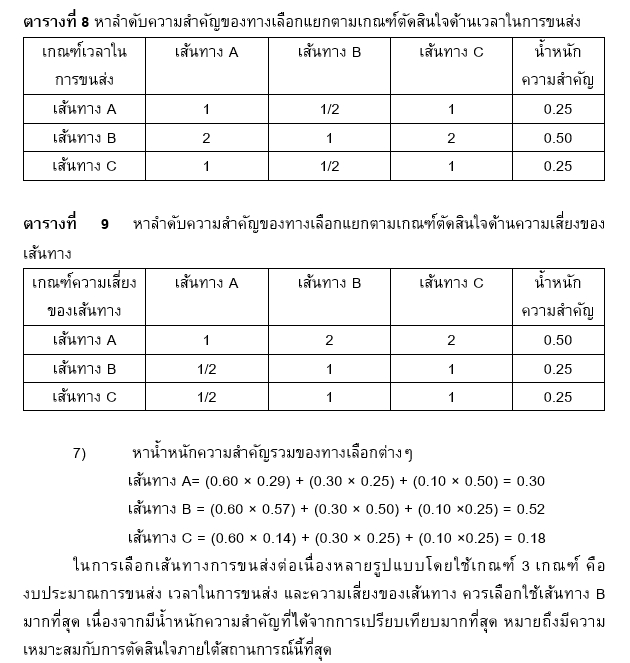 ตารางที่ 8 หาลำดับความสำคัญของทางเลือกแยกตามเกณฑ์ตัดสินใจด้านเวลาในการขนส่ง
เกณฑ์เวลาใน เส้นทาง A เส้นทาง B เส้นทาง C น้ำหนัก
การขนส่ง ความสำคัญ
เส้นทาง A 1 1/2 1 0.25
เส้นทาง B 2 1 2 0.50
เส้นทาง C 1 1/2 1 0.25
ตารางที่ 9 หาลำดับความสำคัญของทางเลือกแยกตามเกณฑ์ตัดสินใจด้านความเสี่ยงของ
เส้นทาง
เกณฑ์ความเสี่ยง เส้นทาง A เส้นทาง B เส้นทาง C น้ำหนัก
ของเส้นทาง ความสำคัญ
เส้นทาง A 1 2 2 0.50
เส้นทาง B 1/2 1 1 0.25
เส้นทาง C 1/2 1 1 0.25
7) หาน้ำหนักความสำคัญรวมของทางเลือกต่างๆ
เส้นทาง A= (0.60 × 0.29) + (0.30 × 0.25) + (0.10 × 0.50) = 0.30
เส้นทาง B = (0.60 × 0.57) + (0.30 × 0.50) + (0.10 ×0.25) = 0.52
เส้นทาง C = (0.60 × 0.14) + (0.30 × 0.25) + (0.10 ×0.25) = 0.18
ในการเลือกเส้นทางการขนส่งต่อเนื่องหลายรูปแบบโดยใช้เกณฑ์ 3 เกณฑ์ คือ
งบประมาณการขนส่ง เวลาในการขนส่ง และความเสี่ยงของเส้นทาง ควรเลือกใช้เส้นทาง B
มากที่สุด เนื่องจากมีน้ำหนักความสำคัญที่ได้จากการเปรียบเทียบมากที่สุด หมายถึงมีความ
เหมาะสมกับการตัดสินใจภายใต้สถานการณ์นี้ที่สุด